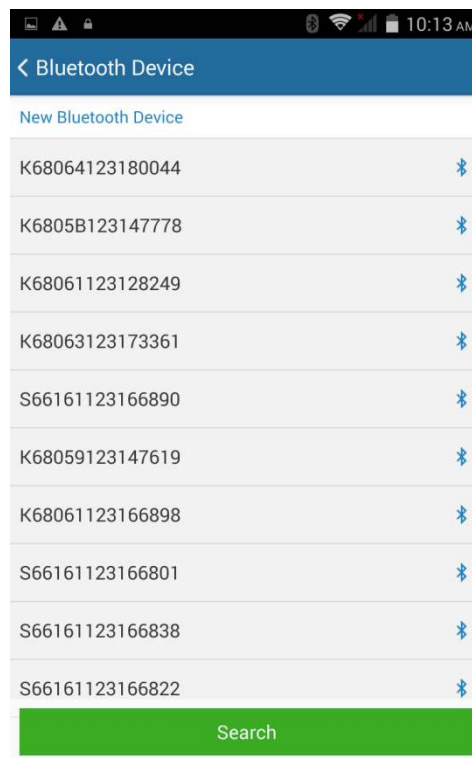 10:13 AM
Bluetooth Device
New Bluetooth Device
K68064123180044
K6805B123147778
K68061123128249
K68063123173361
S66161123166890
K68059123147619
K68061123166898
S66161123166801
S66161123166838
S66161123166822
Search